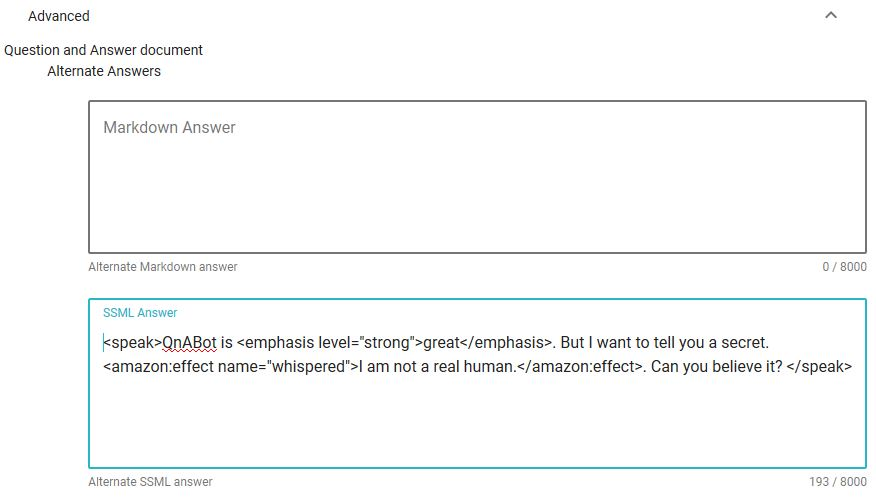 Advanced
Question and Answer document
Alternate Answers
Markdown Answer
Alternate Markdown answer 0 / 8000
SSML Answer
<speak>QnABot is <emphasis level="strong">great</emphasis>. But I want to tell you a secret.
<amazon:effect name="whispered">I am not a real human.</amazon:effect>. Can you believe it? </speak>
Alternate SSML answer 193 / 8000